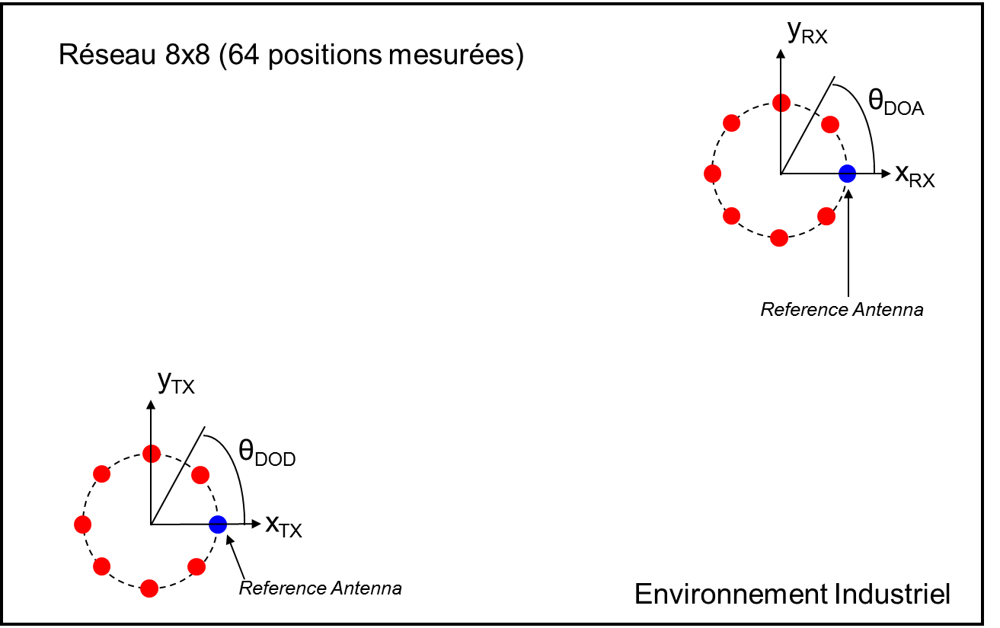 Réseau 8x8 (64 positions mesurées)
yRX
θDOA
xRX
Reference Antenna
yTX
θDOD
xTX
Reference Antenna
Environnement Industriel